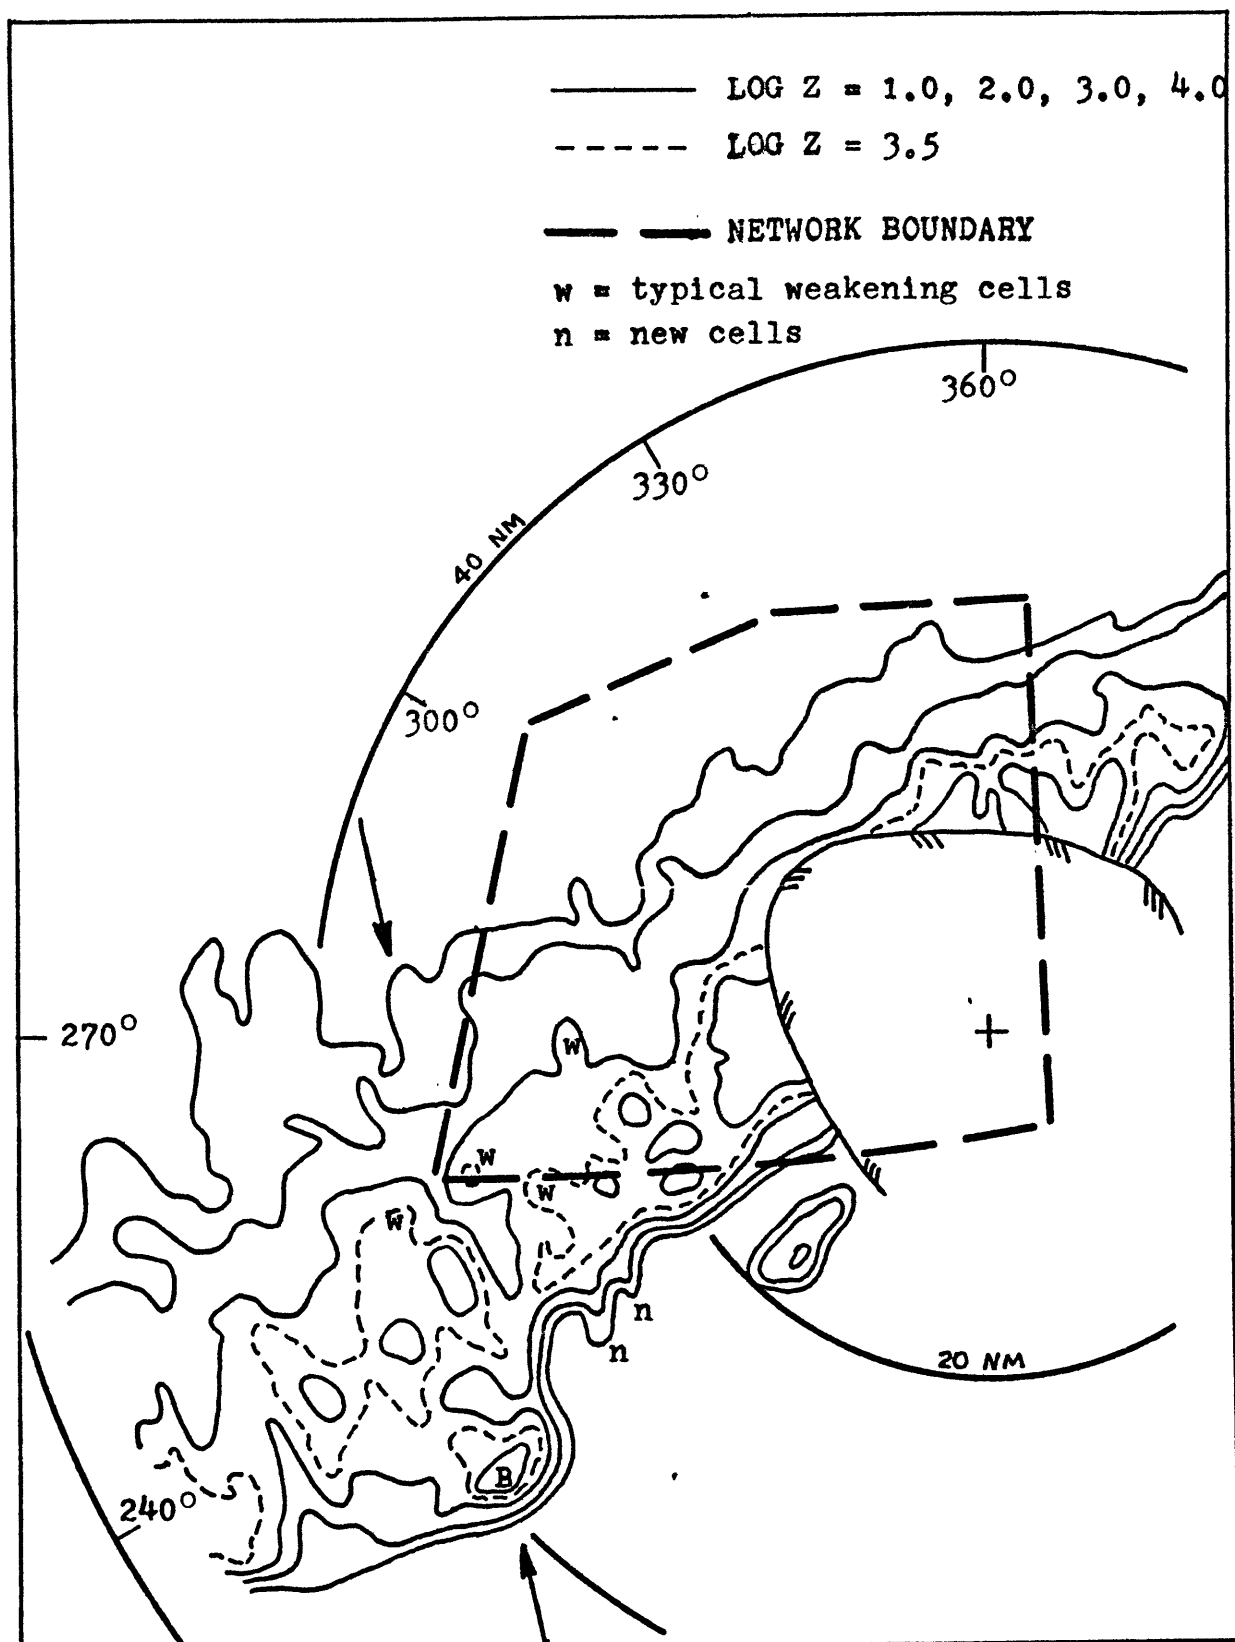 LOG Z = 1.0, 2.0, 3.0, 4.0
LOG Z = 3.5
NETWORK BOUNDARY
w = typical weakening cells
n = new cells
360°
330°
40 NM
300°
270°
W
W
W
W
n
n
20 NM
B
240°